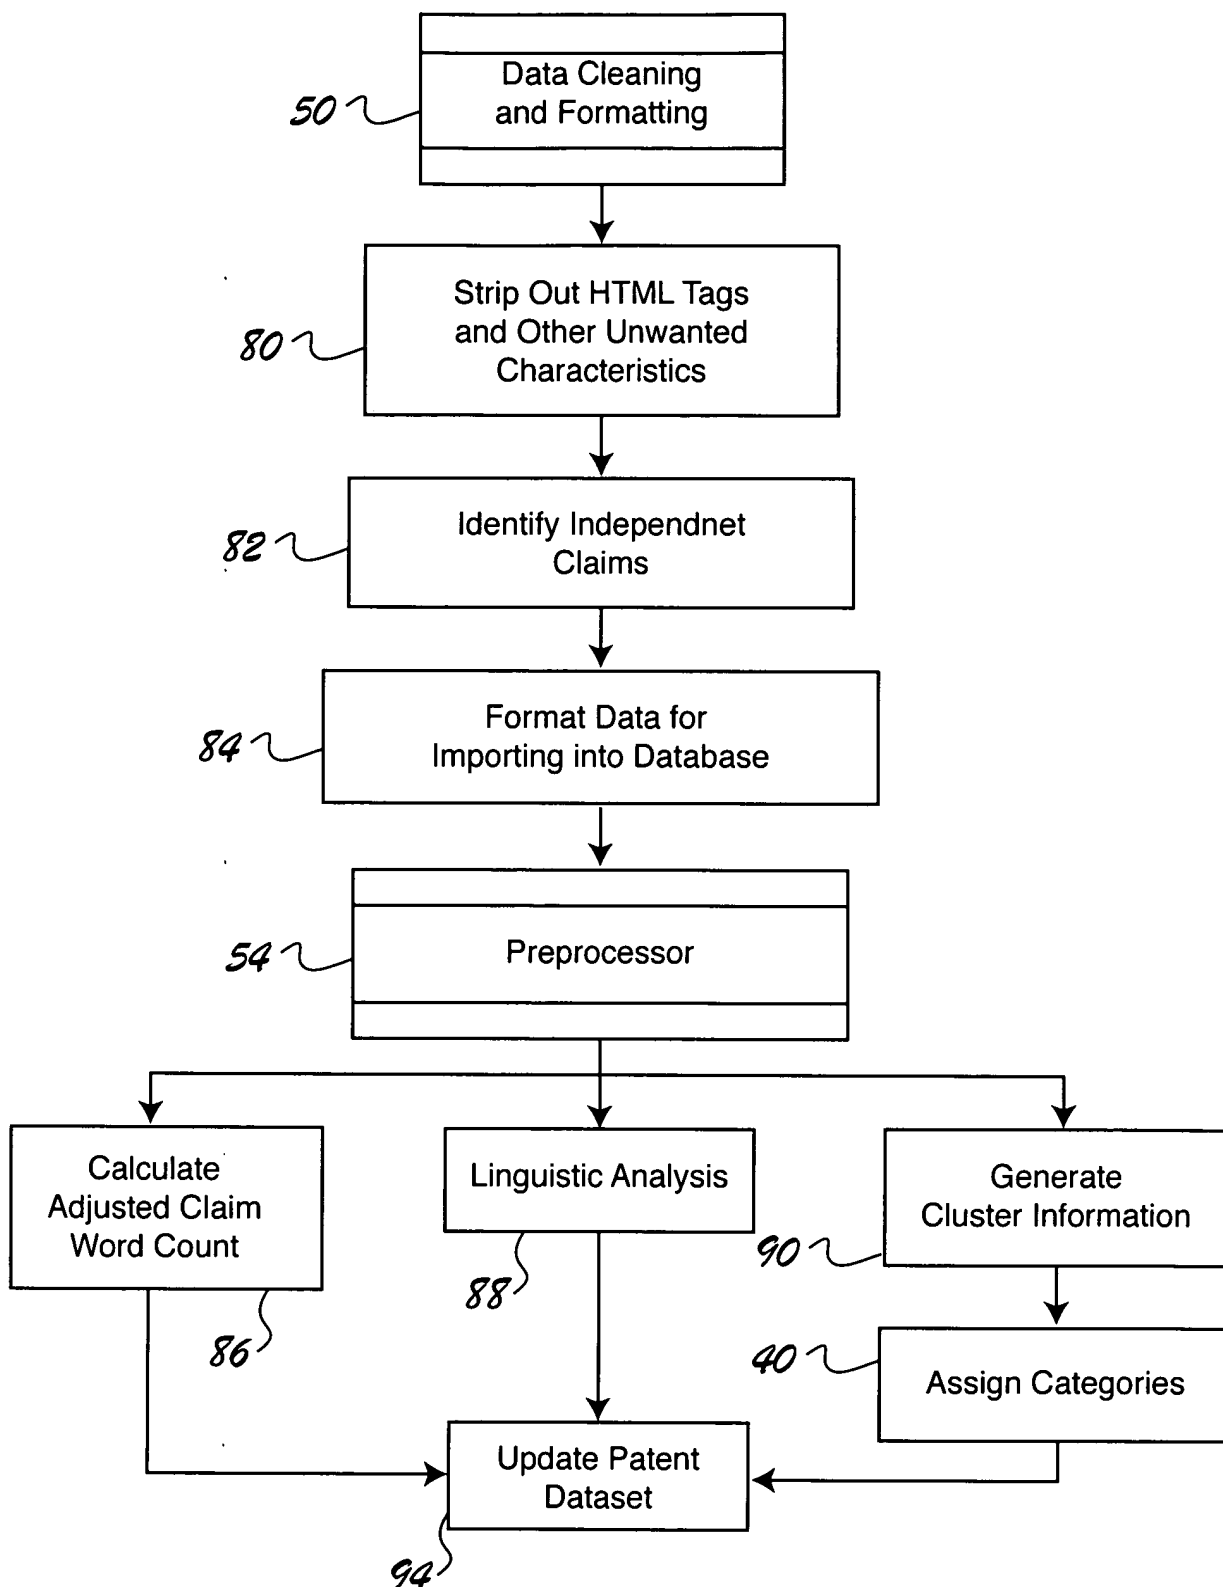 Data Cleaning
and Formatting
50
Strip Out HTML Tags
and Other Unwanted
Characteristics
80
Identify Independnet
Claims
82
Format Data for
Importing into Database
84
Preprocessor
54
Calculate
Adjusted Claim
Word Count
86
Linguistic Analysis
88
Generate
Cluster Information
90
Assign Categories
40
Update Patent
Dataset
94